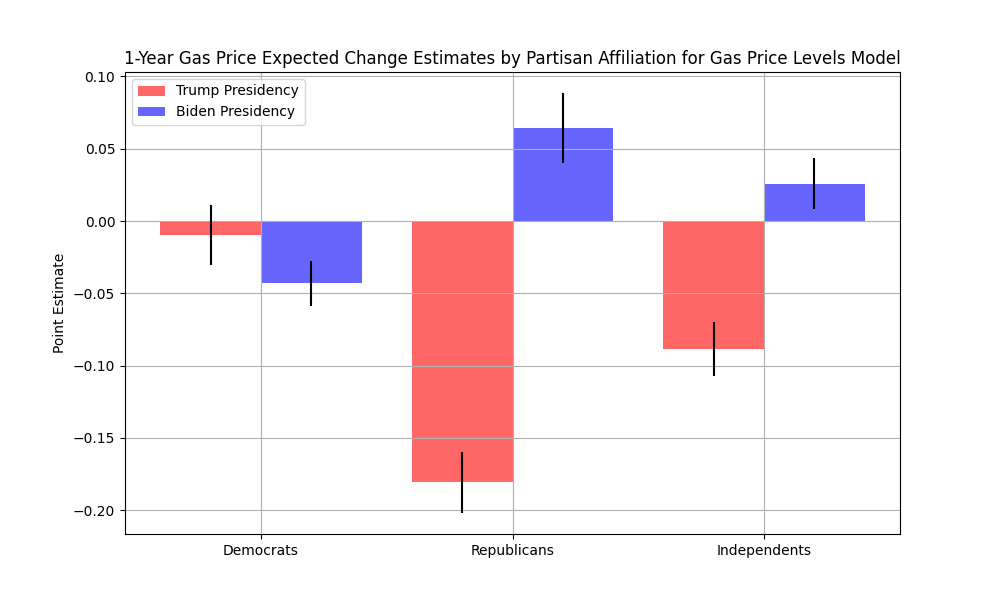 1-Year Gas Price Expected Change Estimates by Partisan Affiliation for Gas Price Levels Model
Trump Presidency
Biden Presidency
Point Estimate
0.10
0.05
0.00
−0.05
−0.10
−0.15
−0.20
Democrats
Republicans
Independents